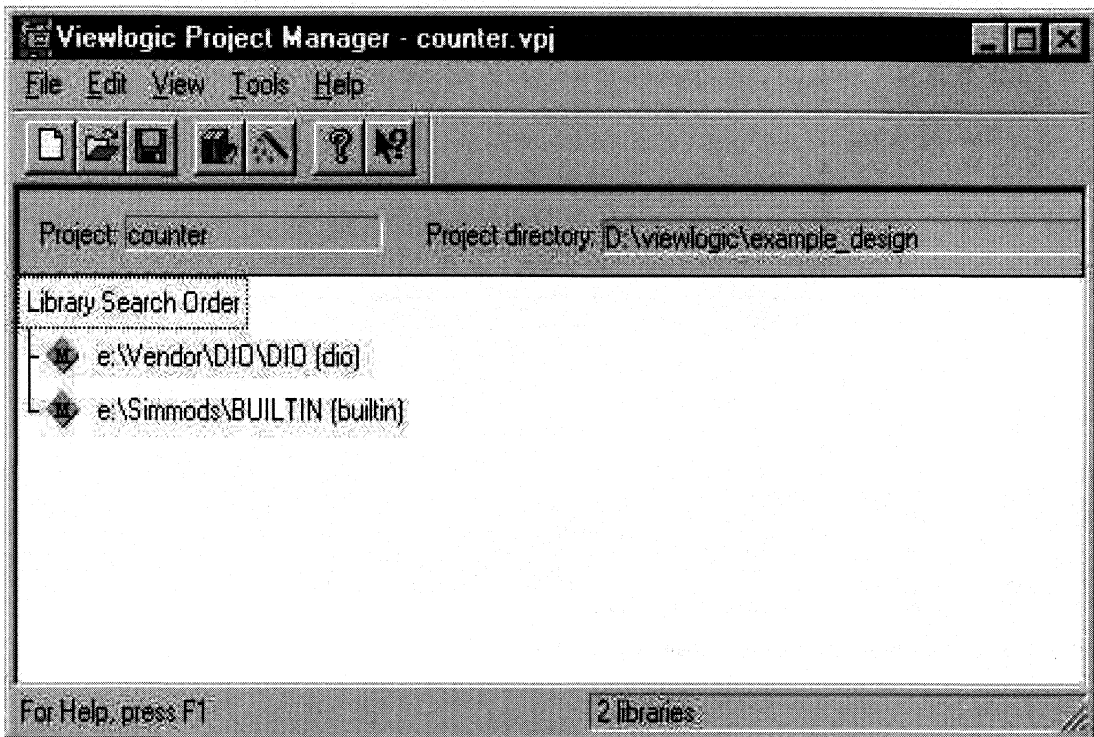 Viewlogic Project Manager - counter.vpj
File Edit View Tools Help
Project: counter Project directory: D:\viewlogic\example_design
Library Search Order
M e:\Vendor\DIO\DIO (dio)
M e:\Simmods\BUILTIN (builtin)
For Help, press F1 2 libraries